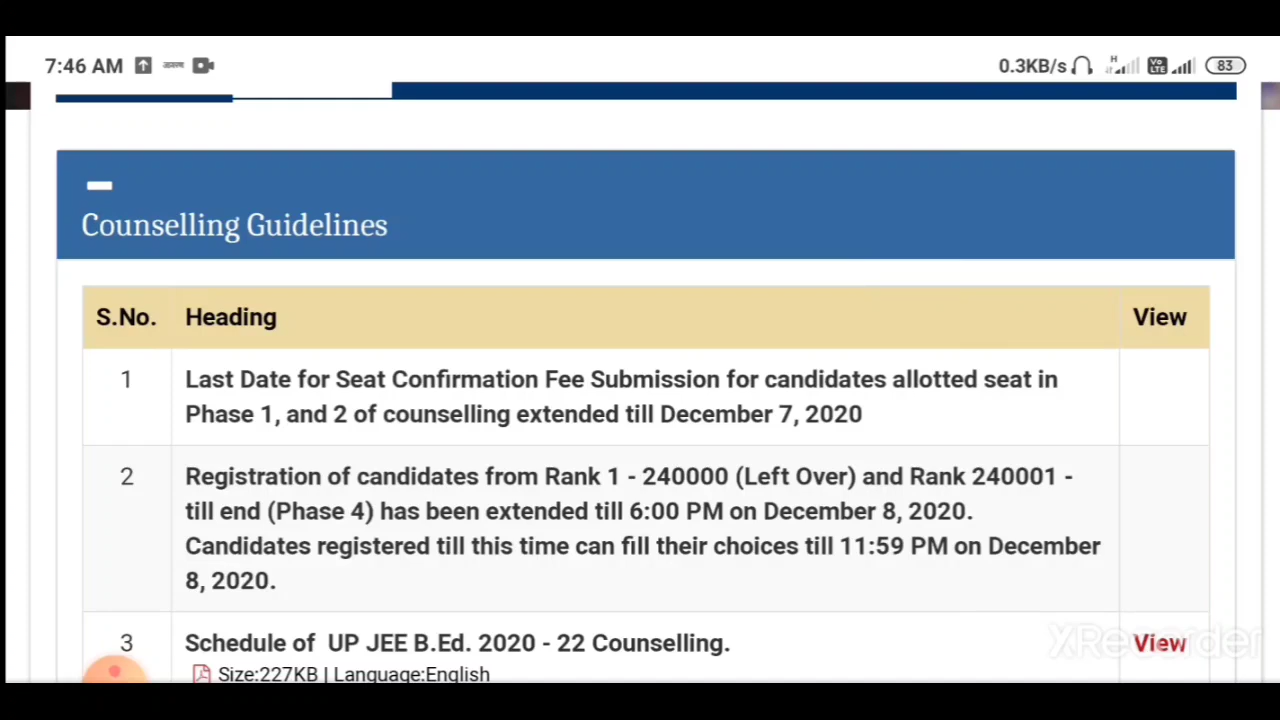 7:46 AM
0.3KB/s
H
Vo
LTE
83
Counselling Guidelines
S.No. Heading View
1 Last Date for Seat Confirmation Fee Submission for candidates allotted seat in
Phase 1, and 2 of counselling extended till December 7, 2020
2 Registration of candidates from Rank 1 - 240000 (Left Over) and Rank 240001 -
till end (Phase 4) has been extended till 6:00 PM on December 8, 2020.
Candidates registered till this time can fill their choices till 11:59 PM on December
8, 2020.
3 Schedule of UP JEE B.Ed. 2020 - 22 Counselling. View
Size:227KB | Language:English
XRecorder